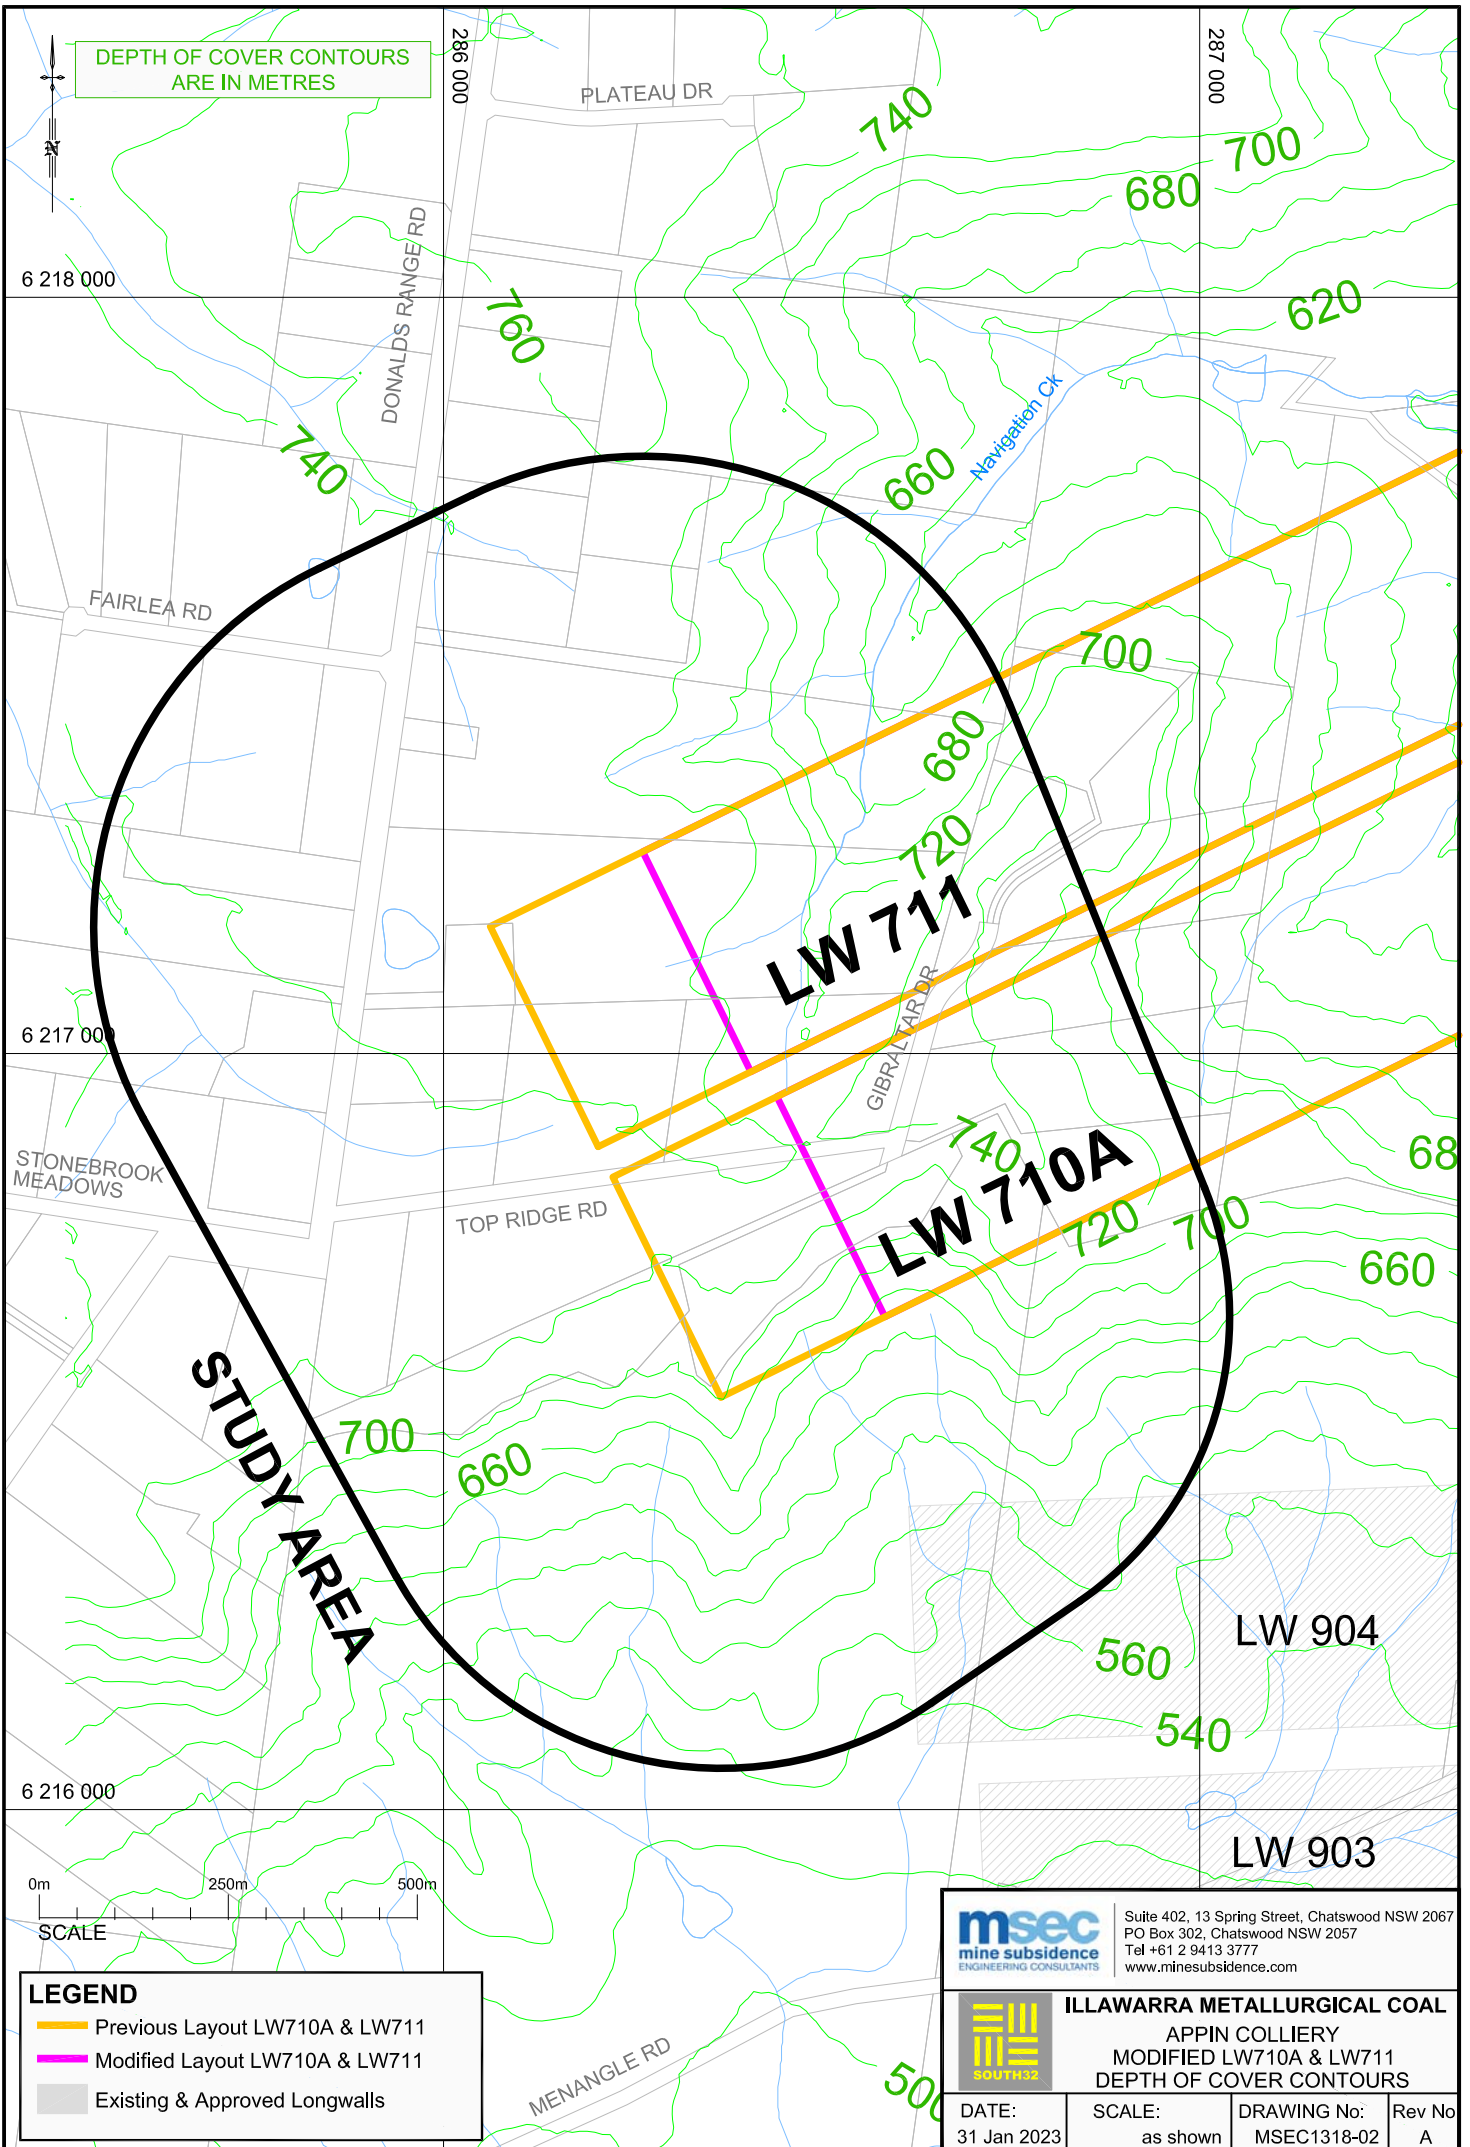 DEPTH OF COVER CONTOURS
ARE IN METRES
N
286 000
287 000
PLATEAU DR
740
700
680
6 218 000
DONALDS RANGE RD
760
620
Navigation Ck
740
660
FAIRLEA RD
700
680
720
LW 711
6 217 000
GIBRALTAR DR
STONEBROOK
MEADOWS
TOP RIDGE RD
740
LW 710A
68
720
700
660
STUDY AREA
700
660
LW 904
560
540
6 216 000
LW 903
0m
250m
500m
SCALE
MENANGLE RD
500
LEGEND
Previous Layout LW710A & LW711
Modified Layout LW710A & LW711
Existing & Approved Longwalls
msec
mine subsidence
ENGINEERING CONSULTANTS
Suite 402, 13 Spring Street, Chatswood NSW 2067
PO Box 302, Chatswood NSW 2057
Tel +61 2 9413 3777
www.minesubsidence.com
SOUTH32
ILLAWARRA METALLURGICAL COAL
APPIN COLLIERY
MODIFIED LW710A & LW711
DEPTH OF COVER CONTOURS
DATE:
31 Jan 2023
SCALE:
as shown
DRAWING No:
MSEC1318-02
Rev No
A